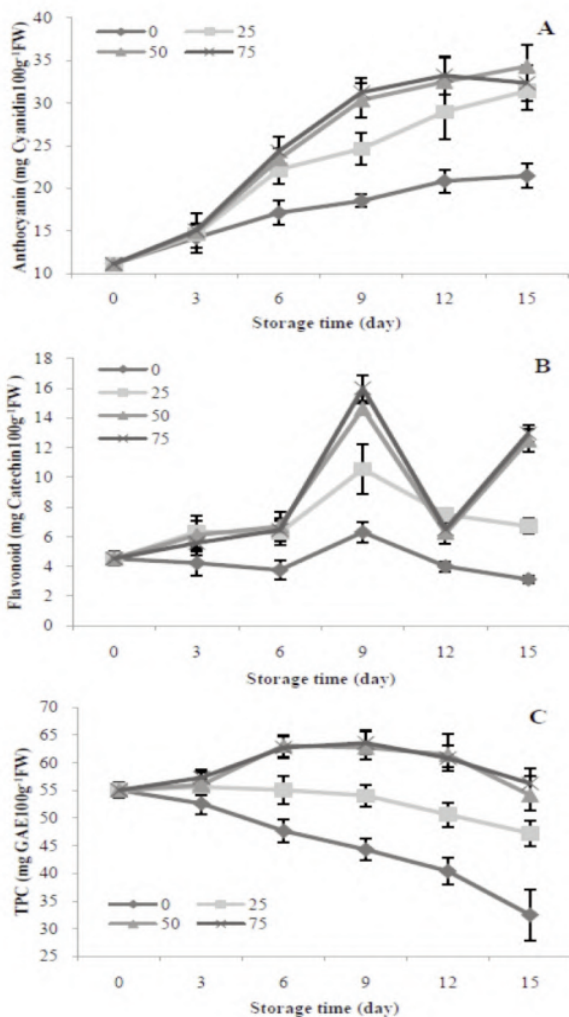 A
0 25
50 75
Anthocyanin (mg Cyanidin100g⁻¹FW)
40
35
30
25
20
15
10
0 3 6 9 12 15
Storage time (day)
B
0
25
50
75
Flavonoid (mg Catechin100g⁻¹FW )
18
16
14
12
10
8
6
4
2
0
0 3 6 9 12 15
Storage time (day)
C
TPC (mg GAE100g⁻¹FW)
70
65
60
55
50
45
40
35
30
25
0 25
50 75
0 3 6 9 12 15
Storage time (day)